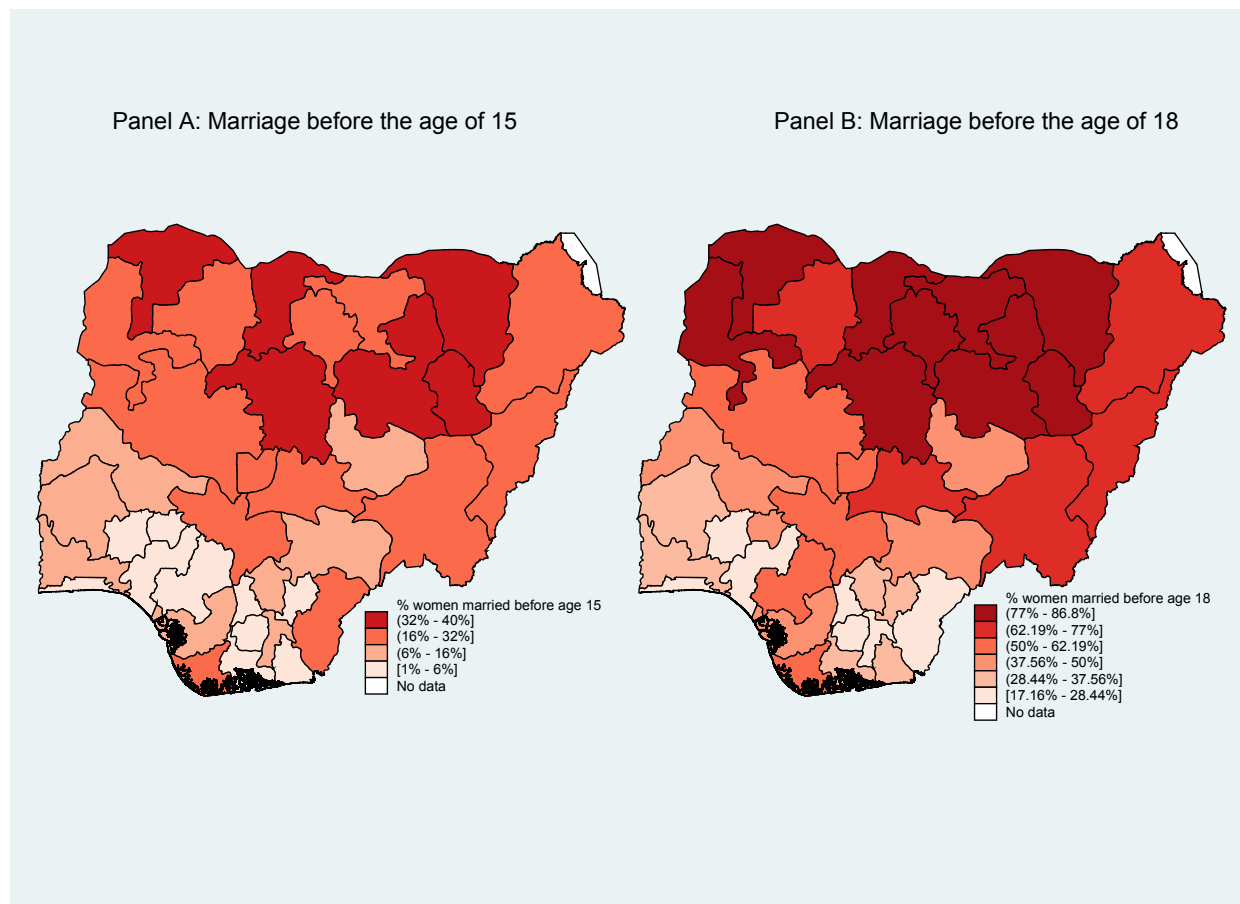 Panel A: Marriage before the age of 15
Panel B: Marriage before the age of 18
% women married before age 15
(32% - 40%]
(16% - 32%]
(6% - 16%]
[1% - 6%]
No data
% women married before age 18
(77% - 86.8%]
(62.19% - 77%]
(50% - 62.19%]
(37.56% - 50%]
(28.44% - 37.56%]
[17.16% - 28.44%]
No data